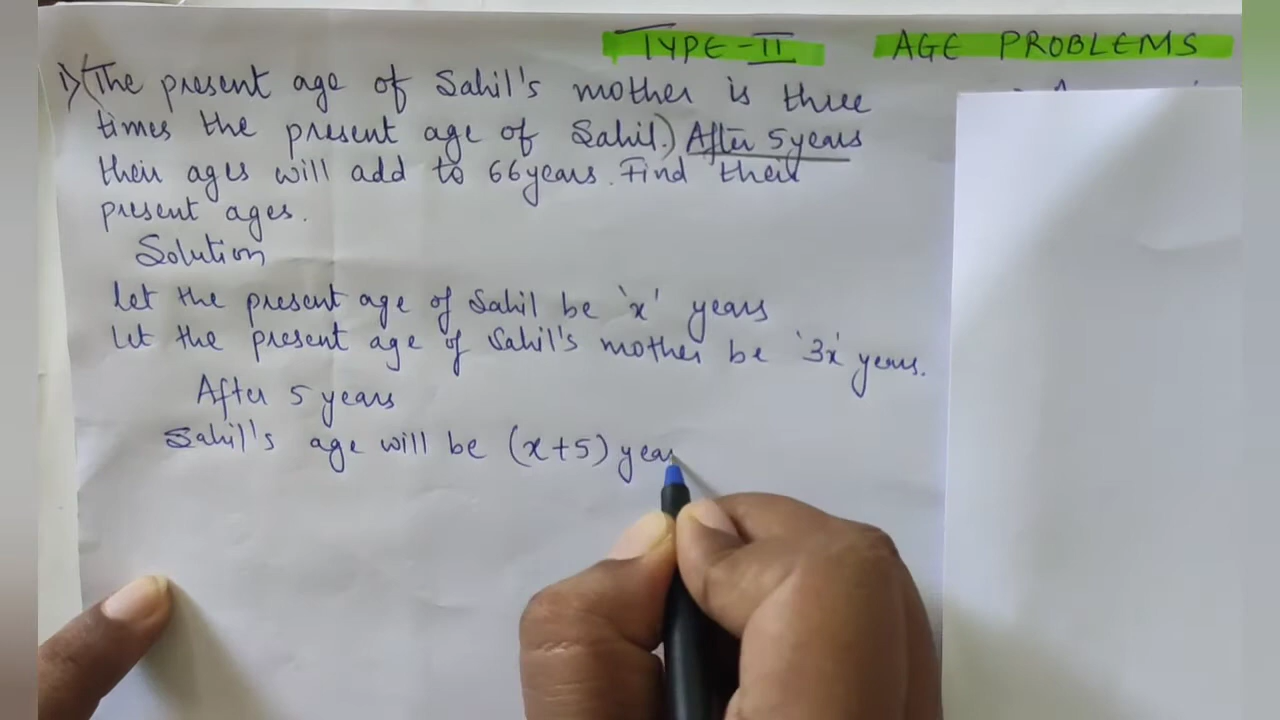 TYPE-II AGE PROBLEMS
1) (The present age of Sahil's mother is three
times the present age of Sahil.) After 5 years
their ages will add to 66 years. Find their
present ages.
Solution
Let the present age of Sahil be 'x' years
Let the present age of Sahil's mother be '3x' years.
After 5 years
Sahil's age will be (x+5) yea